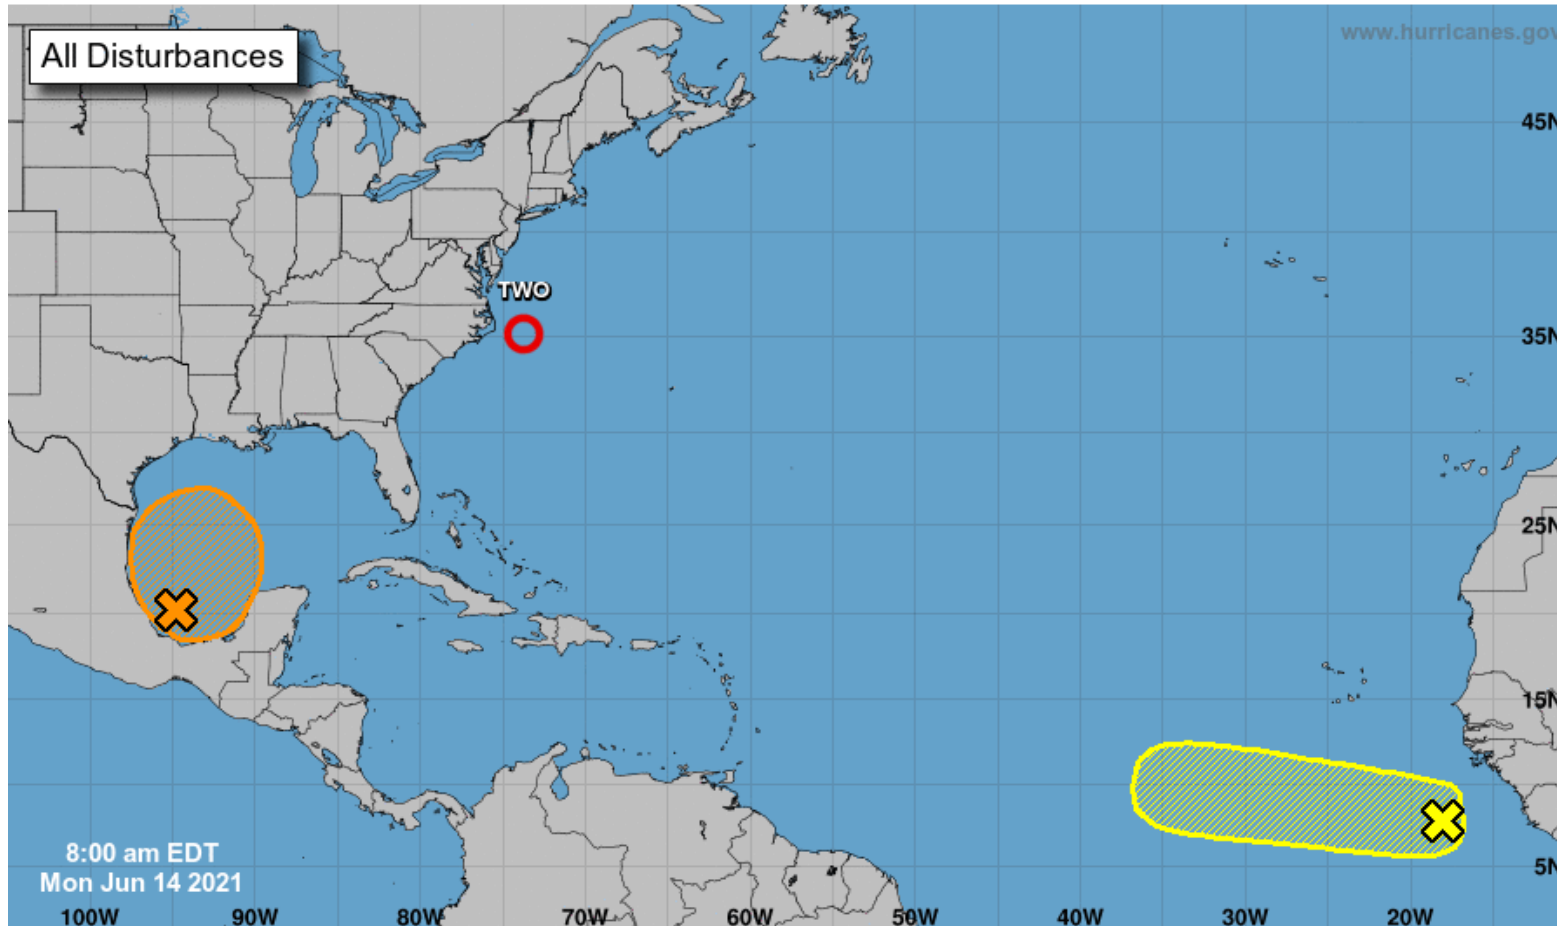 All Disturbances
www.hurricanes.gov
45N
TWO
35N
25N
15N
8:00 am EDT
Mon Jun 14 2021
5N
100W 90W 80W 70W 60W 50W 40W 30W 20W